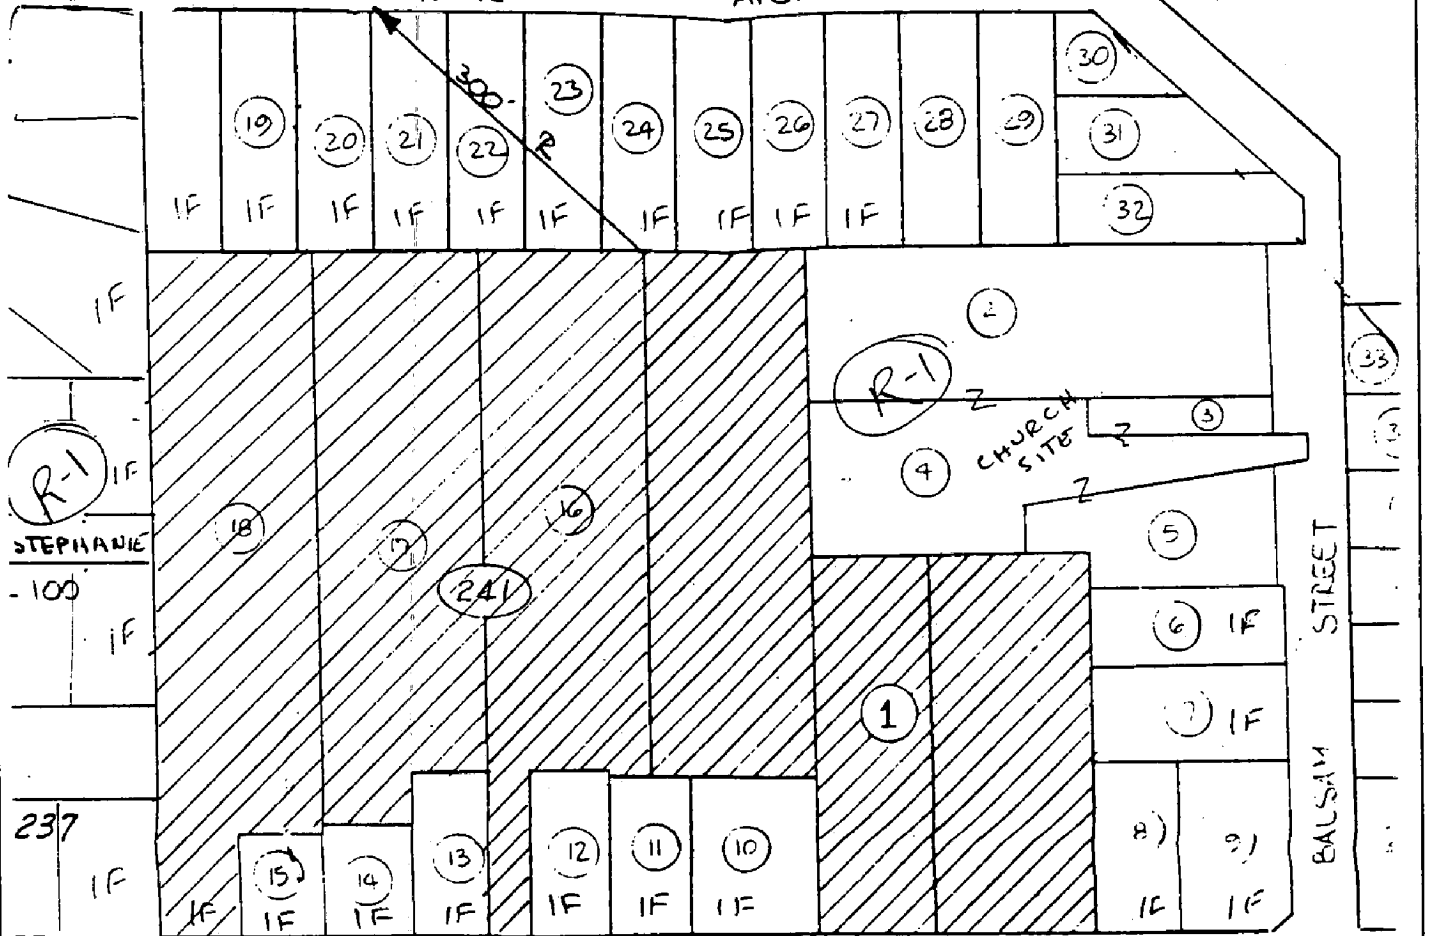 300'
R
19
20
21
22
23
24
25
26
27
28
29
30
31
32
1F
1F
1F
1F
1F
1F
1F
1F
1F
1F
1F
2
33
R-1
Z
3
CHURCH
SITE
Z
4
Z
R-1
1F
18
17
16
5
STEPHANIE
241
STREET
- 100
1F
6
1F
1
7
1F
BALSAM
237
1F
1F
15
1F
14
1F
13
1F
12
1F
11
1F
10
1F
8
1F
9
1F